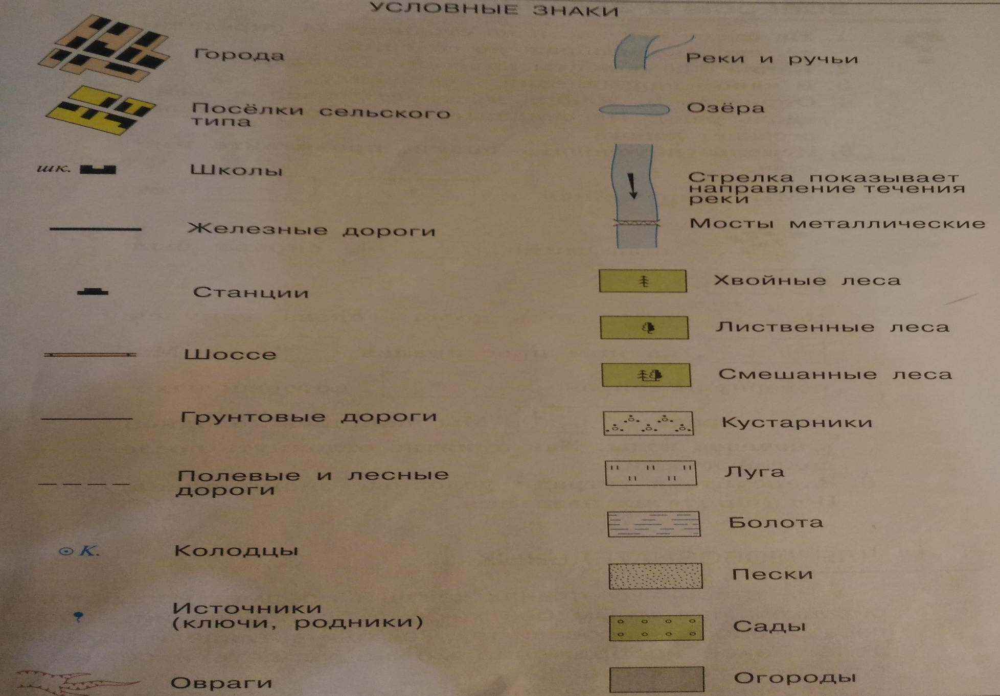 УСЛОВНЫЕ ЗНАКИ
Города
Посёлки сельского
типа
шк.
Школы
Железные дороги
Станции
Шоссе
Грунтовые дороги
Полевые и лесные
дороги
К.
Колодцы
Источники
(ключи, родники)
Овраги
Реки и ручьи
Озёра
Стрелка показывает
направление течения
реки
Мосты металлические
Хвойные леса
Лиственные леса
Смешанные леса
Кустарники
Луга
Болота
Пески
Сады
Огороды